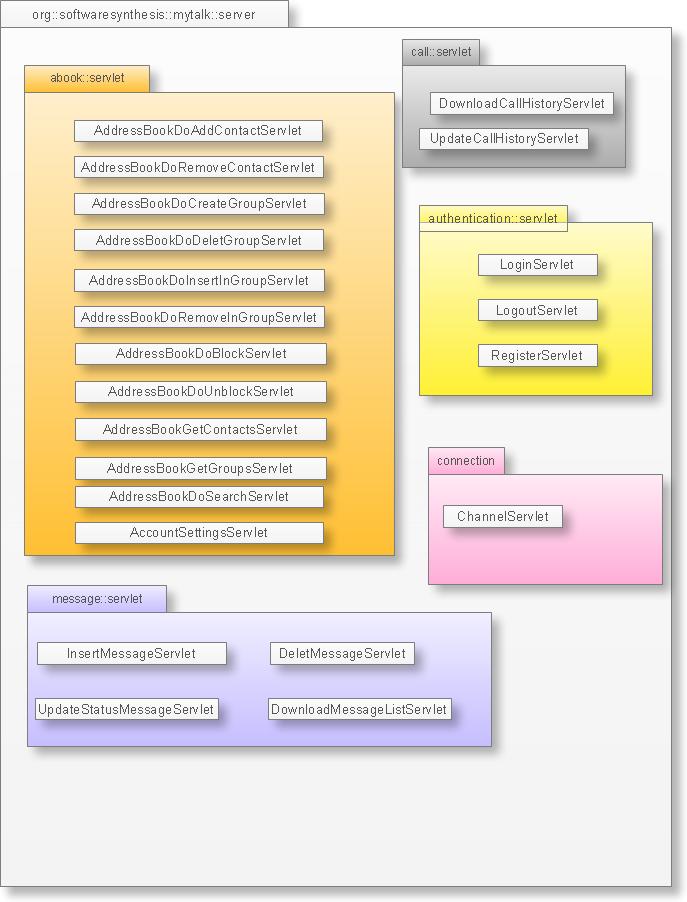 org::softwaresynthesis::mytalk::server
abook::servlet
AddressBookDoAddContactServlet
AddressBookDoRemoveContactServlet
AddressBookDoCreateGroupServlet
AddressBookDoDeletGroupServlet
AddressBookDoInsertInGroupServlet
AddressBookDoRemoveInGroupServlet
AddressBookDoBlockServlet
AddressBookDoUnblockServlet
AddressBookGetContactsServlet
AddressBookGetGroupsServlet
AddressBookDoSearchServlet
AccountSettingsServlet
call::servlet
DownloadCallHistoryServlet
UpdateCallHistoryServlet
authentication::servlet
LoginServlet
LogoutServlet
RegisterServlet
connection
ChannelServlet
message::servlet
InsertMessageServlet
DeletMessageServlet
UpdateStatusMessageServlet
DownloadMessageListServlet